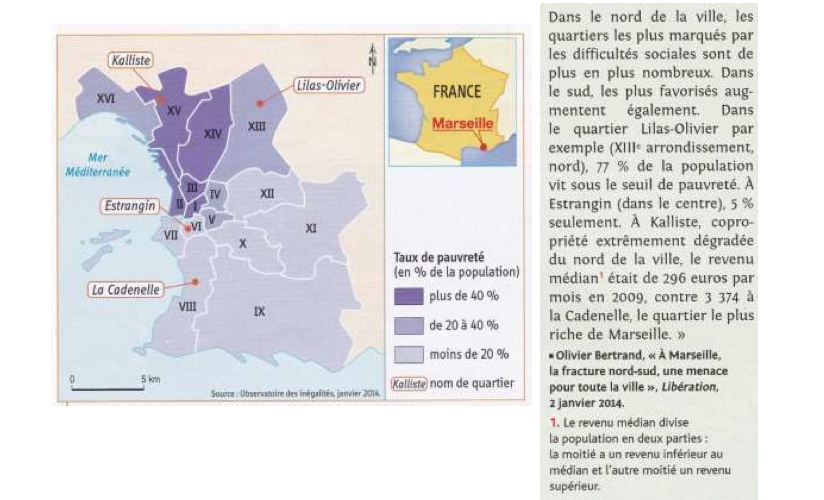 Kalliste
Lilas-Olivier
N
XVI
XV
XIV
XIII
Mer
Méditerranée
III
IV
XII
II
I
Estrangin
V
VI
VII
X
XI
La Cadenelle
VIII
IX
0
5 km
Source : Observatoire des inégalités, janvier 2014.
FRANCE
Marseille
Taux de pauvreté
(en % de la population)
plus de 40 %
de 20 à 40 %
moins de 20 %
Kalliste nom de quartier
Dans le nord de la ville, les
quartiers les plus marqués par
les difficultés sociales sont de
plus en plus nombreux. Dans
le sud, les plus favorisés aug-
mentent également. Dans
le quartier Lilas-Olivier par
exemple (XIIIe arrondissement,
nord), 77 % de la population
vit sous le seuil de pauvreté. À
Estrangin (dans le centre), 5 %
seulement. À Kalliste, copro-
priété extrêmement dégradée
du nord de la ville, le revenu
médian¹ était de 296 euros par
mois en 2009, contre 3 374 à
la Cadenelle, le quartier le plus
riche de Marseille. »
▪ Olivier Bertrand, « À Marseille,
la fracture nord-sud, une menace
pour toute la ville », Libération,
2 janvier 2014.
1. Le revenu médian divise
la population en deux parties :
la moitié a un revenu inférieur au
médian et l'autre moitié un revenu
supérieur.